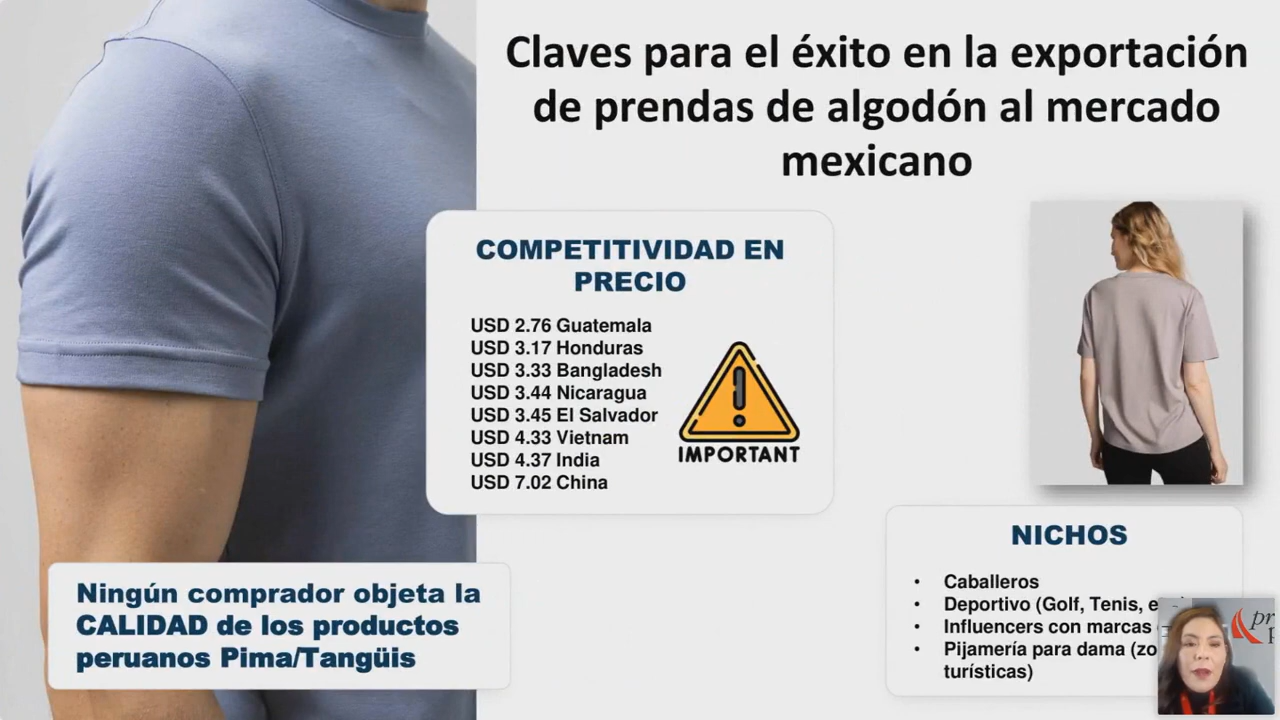 Claves para el éxito en la exportación
de prendas de algodón al mercado
mexicano
COMPETITIVIDAD EN
PRECIO
USD 2.76 Guatemala
USD 3.17 Honduras
USD 3.33 Bangladesh
USD 3.44 Nicaragua
USD 3.45 El Salvador
USD 4.33 Vietnam
USD 4.37 India
USD 7.02 China
IMPORTANT
Ningún comprador objeta la
CALIDAD de los productos
peruanos Pima/Tangüis
NICHOS
• Caballeros
• Deportivo (Golf, Tenis,
• Influencers con marcas
• Pijamería para dama
turísticas)